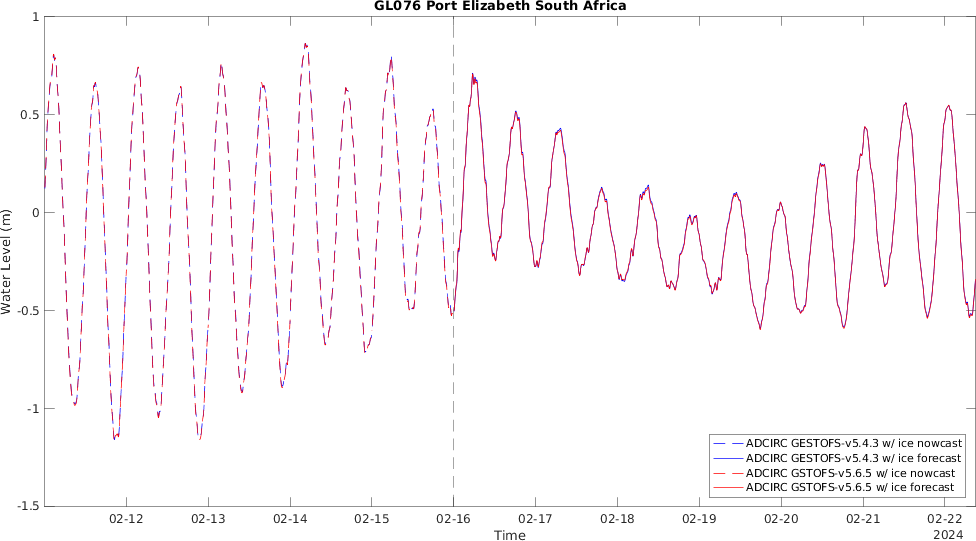 GL076 Port Elizabeth South Africa
1
0.5
0
-0.5
-1
-1.5
Water Level (m)
ADCIRC GESTOFS-v5.4.3 w/ ice nowcast
ADCIRC GESTOFS-v5.4.3 w/ ice forecast
ADCIRC GSTOFS-v5.6.5 w/ ice nowcast
ADCIRC GSTOFS-v5.6.5 w/ ice forecast
02-12 02-13 02-14 02-15 02-16 02-17 02-18 02-19 02-20 02-21 02-22
Time
2024